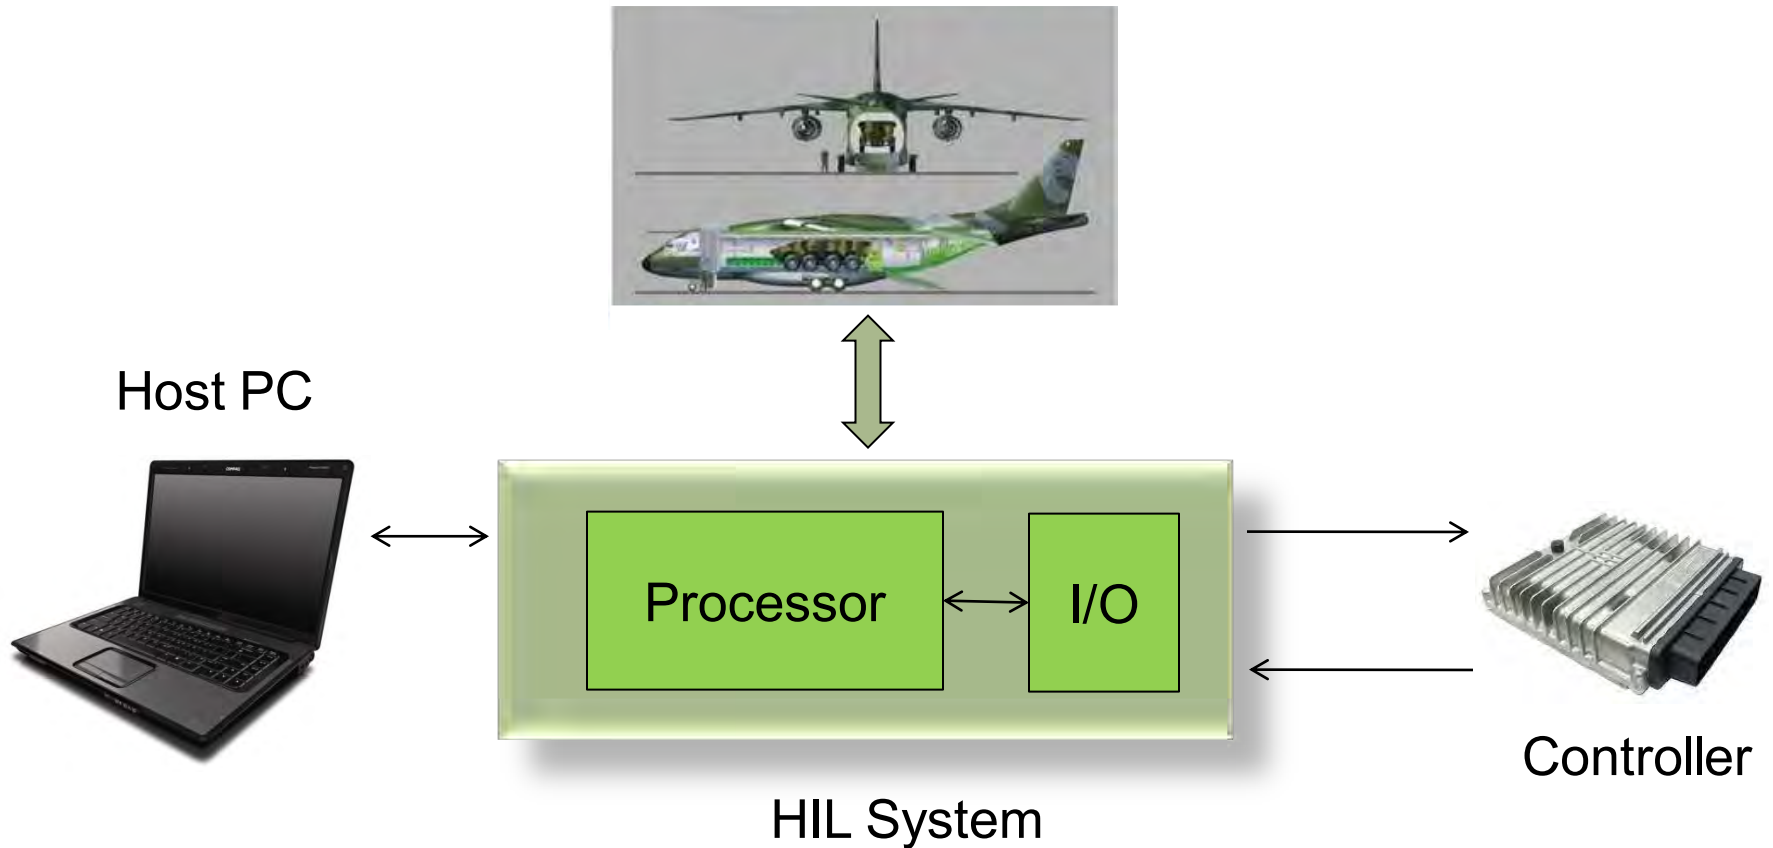 Host PC
Processor
I/O
Controller
HIL System